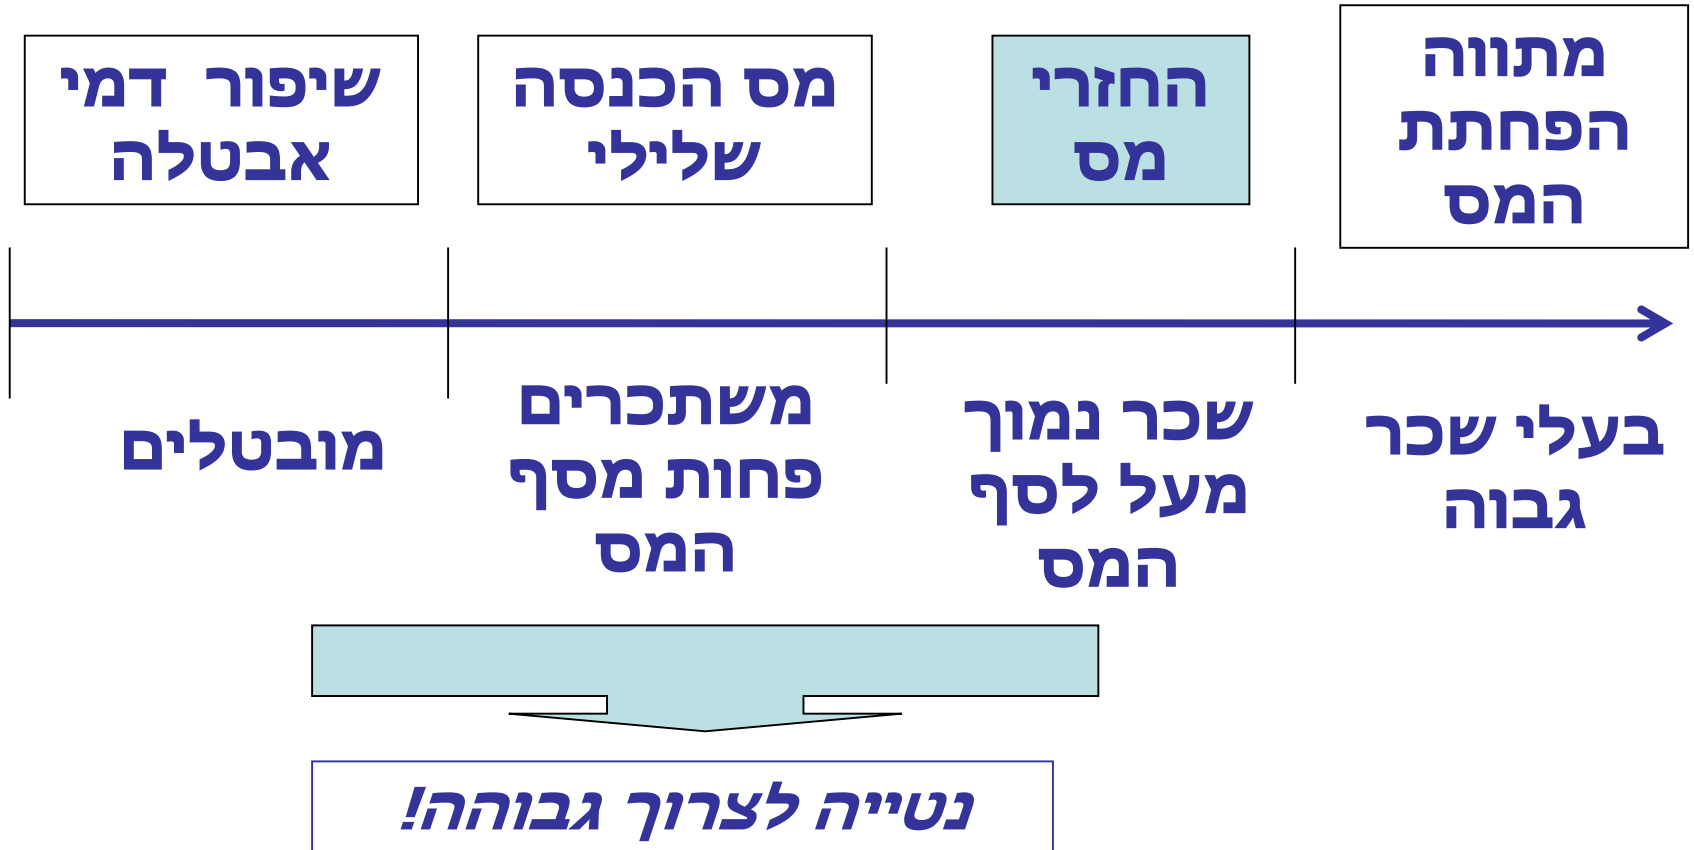 מתווה
הפחתת
המס
החזרי
מס
מס הכנסה
שלילי
שיפור דמי
אבטלה
בעלי שכר
גבוה
שכר נמוך
מעל לסף
המס
משתכרים
פחות מסף
המס
מובטלים
נטייה לצרוך גבוהה!